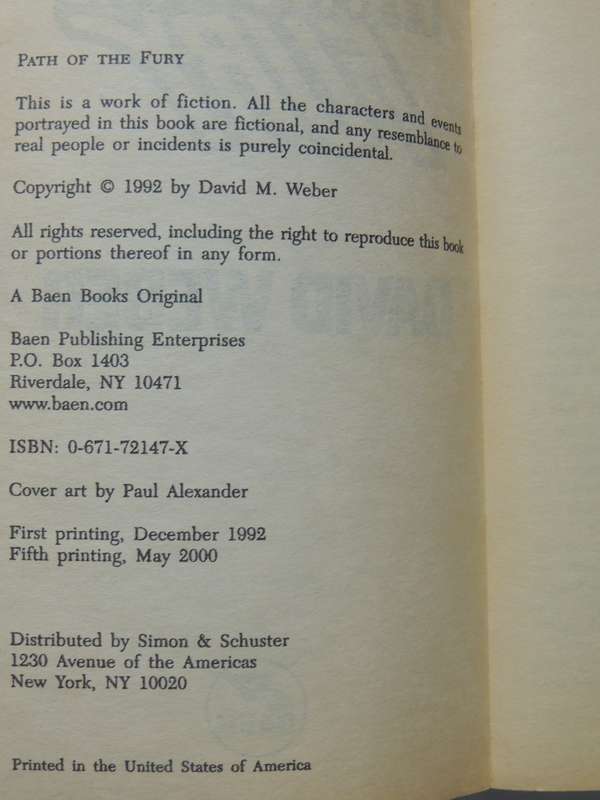 PATH OF THE FURY
This is a work of fiction. All the characters and events
portrayed in this book are fictional, and any resemblance to
real people or incidents is purely coincidental.
Copyright © 1992 by David M. Weber
All rights reserved, including the right to reproduce this book
or portions thereof in any form.
A Baen Books Original
Baen Publishing Enterprises
P.O. Box 1403
Riverdale, NY 10471
www.baen.com
ISBN: 0-671-72147-X
Cover art by Paul Alexander
First printing, December 1992
Fifth printing, May 2000
Distributed by Simon & Schuster
1230 Avenue of the Americas
New York, NY 10020
Printed in the United States of America